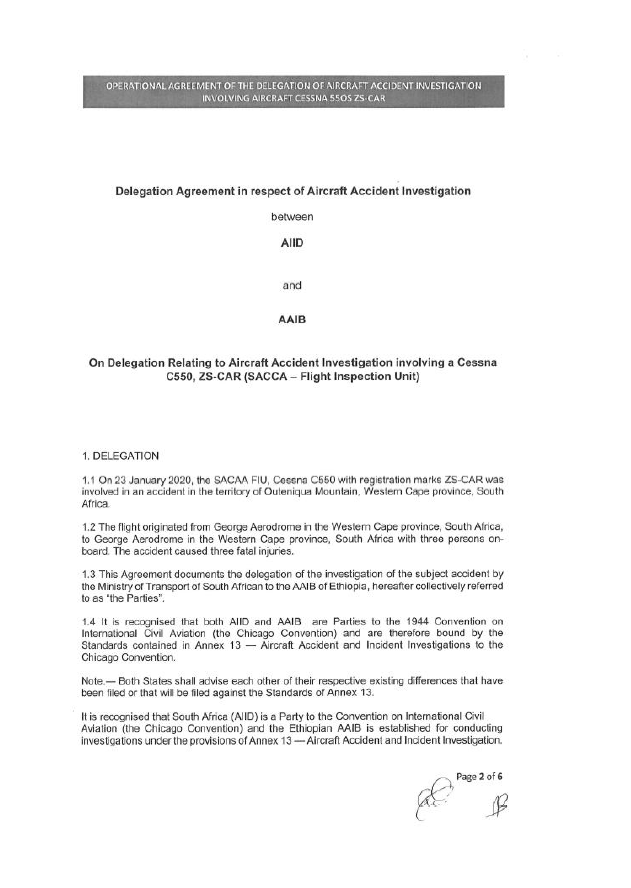 OPERATIONAL AGREEMENT OF THE DELEGATION OF AIRCRAFT ACCIDENT INVESTIGATION
INVOLVING AIRCRAFT CESSNA 550S ZS-CAR
Delegation Agreement in respect of Aircraft Accident Investigation
between
AIID
and
AAIB
On Delegation Relating to Aircraft Accident Investigation involving a Cessna
C550, ZS-CAR (SACCA – Flight Inspection Unit)
1. DELEGATION
1.1 On 23 January 2020, the SACAA FIU, Cessna C550 with registration marks ZS-CAR was
involved in an accident in the territory of Outeniqua Mountain, Western Cape province, South
Africa.
1.2 The flight originated from George Aerodrome in the Western Cape province, South Africa,
to George Aerodrome in the Western Cape province, South Africa with three persons on-
board. The accident caused three fatal injuries.
1.3 This Agreement documents the delegation of the investigation of the subject accident by
the Ministry of Transport of South African to the AAIB of Ethiopia, hereafter collectively referred
to as "the Parties".
1.4 It is recognised that both AIID and AAIB are Parties to the 1944 Convention on
International Civil Aviation (the Chicago Convention) and are therefore bound by the
Standards contained in Annex 13 — Aircraft Accident and Incident Investigations to the
Chicago Convention.
Note.— Both States shall advise each other of their respective existing differences that have
been filed or that will be filed against the Standards of Annex 13.
It is recognised that South Africa (AIID) is a Party to the Convention on International Civil
Aviation (the Chicago Convention) and the Ethiopian AAIB is established for conducting
investigations under the provisions of Annex 13 — Aircraft Accident and Incident Investigation.
Page 2 of 6